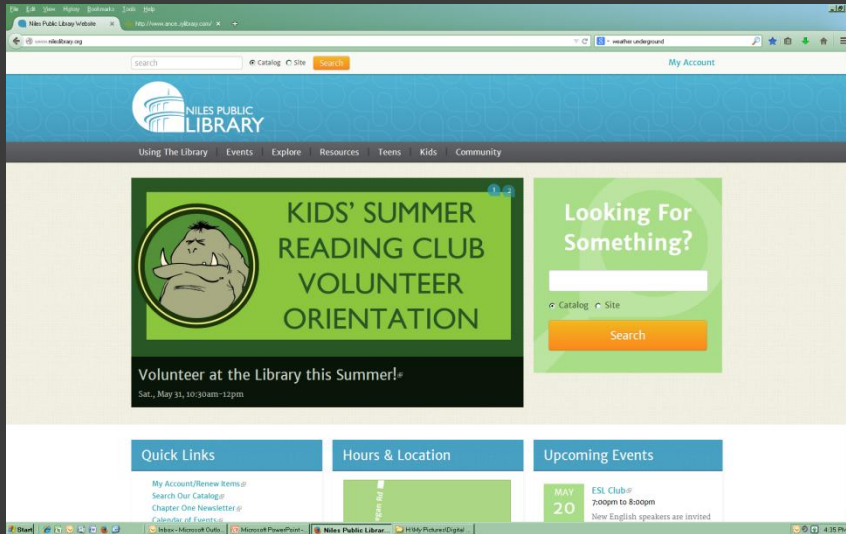 File Edit View History Bookmarks Tools Help
Niles Public Library Website
www.nileslibrary.org
weather underground
search
Catalog Site Search
My Account
NILES PUBLIC
LIBRARY
Using The Library Events Explore Resources Teens Kids Community
1 2
KIDS' SUMMER
READING CLUB
VOLUNTEER
ORIENTATION
Volunteer at the Library this Summer!
Sat., May 31, 10:30am-12pm
Looking For
Something?
Catalog Site
Search
Quick Links
My Account/Renew Items
Search Our Catalog
Chapter One Newsletter
Calendar of Events
Hours & Location
Upcoming Events
MAY
20
ESL Club
7:00pm to 8:00pm
New English speakers are invited
Start
Inbox - Microsoft Outlo...
Microsoft PowerPoint -...
Niles Public Librar...
H:\My Pictures\Digital ...
4:35 PM